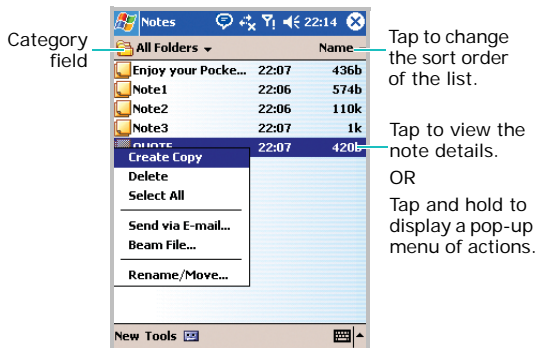 Notes 22:14
Category
field
All Folders
Name
Enjoy your Pocke... 22:07 436b
Note1 22:06 574b
Note2 22:06 110k
Note3 22:07 1k
QUOTE 22:07 420b
Create Copy
Delete
Select All
Send via E-mail...
Beam File...
Rename/Move...
New Tools
Tap to change
the sort order
of the list.
Tap to view the
note details.
OR
Tap and hold to
display a pop-up
menu of actions.